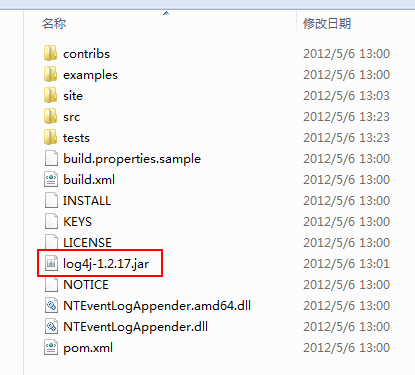 名称 修改日期
contribs 2012/5/6 13:00
examples 2012/5/6 13:00
site 2012/5/6 13:03
src 2012/5/6 13:23
tests 2012/5/6 13:23
build.properties.sample 2012/5/6 13:00
build.xml 2012/5/6 13:00
INSTALL 2012/5/6 13:00
KEYS 2012/5/6 13:00
LICENSE 2012/5/6 13:00
log4j-1.2.17.jar 2012/5/6 13:01
NOTICE 2012/5/6 13:00
NTEventLogAppender.amd64.dll 2012/5/6 13:00
NTEventLogAppender.dll 2012/5/6 13:00
pom.xml 2012/5/6 13:00